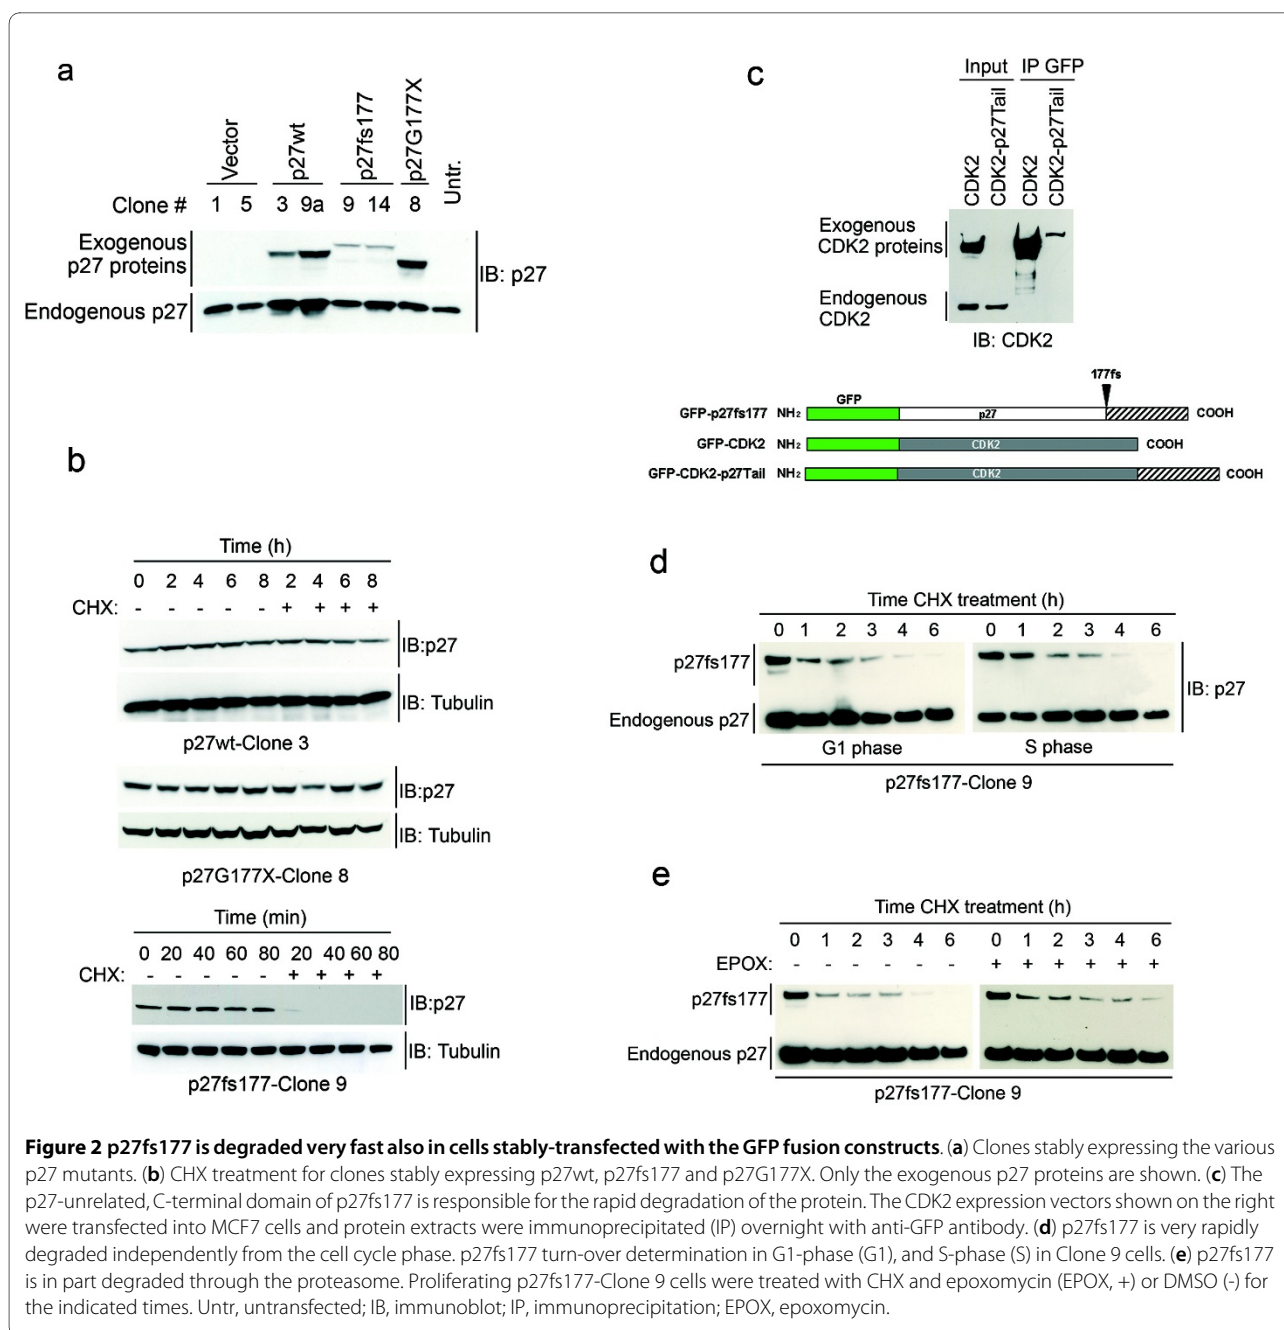 a
Vector
p27wt
p27fs177
p27G177X
Untr.
Clone # 1 5 3 9a 9 14 8
Exogenous
p27 proteins
Endogenous p27
IB: p27
c
Input IP GFP
CDK2
CDK2-p27Tail
CDK2
CDK2-p27Tail
Exogenous
CDK2 proteins
Endogenous
CDK2
IB: CDK2
177fs
GFP
GFP-p27fs177 NH2 p27 COOH
GFP-CDK2 NH2 CDK2 COOH
GFP-CDK2-p27Tail NH2 CDK2 COOH
b
Time (h)
0 2 4 6 8 2 4 6 8
CHX: - - - - - + + + +
IB:p27
IB: Tubulin
p27wt-Clone 3
IB:p27
IB: Tubulin
p27G177X-Clone 8
Time (min)
0 20 40 60 80 20 40 60 80
CHX: - - - - - + + + +
IB:p27
IB: Tubulin
p27fs177-Clone 9
d
Time CHX treatment (h)
0 1 2 3 4 6 0 1 2 3 4 6
p27fs177
Endogenous p27
IB: p27
G1 phase S phase
p27fs177-Clone 9
e
Time CHX treatment (h)
0 1 2 3 4 6 0 1 2 3 4 6
EPOX: - - - - - - + + + + + +
p27fs177
Endogenous p27
p27fs177-Clone 9
Figure 2 p27fs177 is degraded very fast also in cells stably-transfected with the GFP fusion constructs. (a) Clones stably expressing the various
p27 mutants. (b) CHX treatment for clones stably expressing p27wt, p27fs177 and p27G177X. Only the exogenous p27 proteins are shown. (c) The
p27-unrelated, C-terminal domain of p27fs177 is responsible for the rapid degradation of the protein. The CDK2 expression vectors shown on the right
were transfected into MCF7 cells and protein extracts were immunoprecipitated (IP) overnight with anti-GFP antibody. (d) p27fs177 is very rapidly
degraded independently from the cell cycle phase. p27fs177 turn-over determination in G1-phase (G1), and S-phase (S) in Clone 9 cells. (e) p27fs177
is in part degraded through the proteasome. Proliferating p27fs177-Clone 9 cells were treated with CHX and epoxomycin (EPOX, +) or DMSO (-) for
the indicated times. Untr, untransfected; IB, immunoblot; IP, immunoprecipitation; EPOX, epoxomycin.